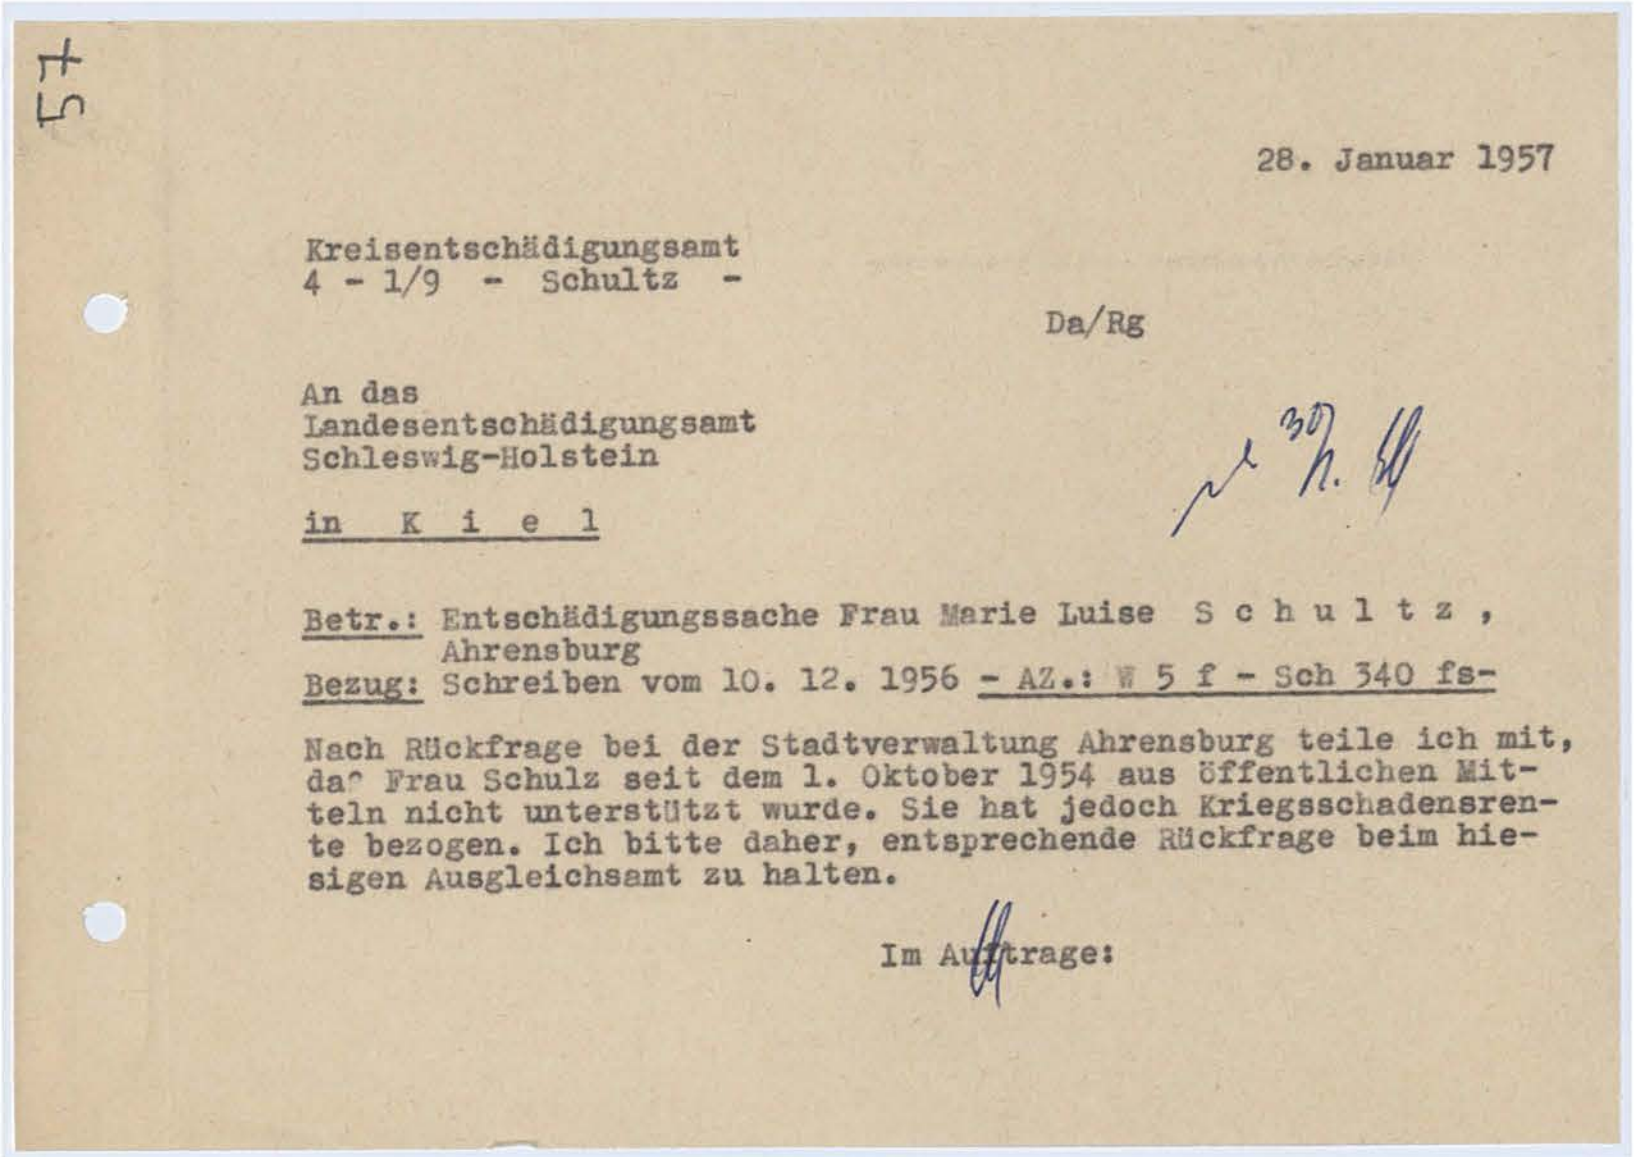 57
28. Januar 1957
Kreisentschädigungsamt
4 - 1/9 - Schultz -
Da/Rg
An das
Landesentschädigungsamt
Schleswig-Holstein
in K i e l
30/1.
Betr.: Entschädigungssache Frau Marie Luise S c h u l t z ,
Ahrensburg
Bezug: Schreiben vom 10. 12. 1956 - AZ.: W 5 f - Sch 340 fs-
Nach Rückfrage bei der Stadtverwaltung Ahrensburg teile ich mit,
da Frau Schulz seit dem 1. Oktober 1954 aus öffentlichen Mit-
teln nicht unterstützt wurde. Sie hat jedoch Kriegsschadensren-
te bezogen. Ich bitte daher, entsprechende Rückfrage beim hie-
sigen Ausgleichsamt zu halten.
Im Auftrage: